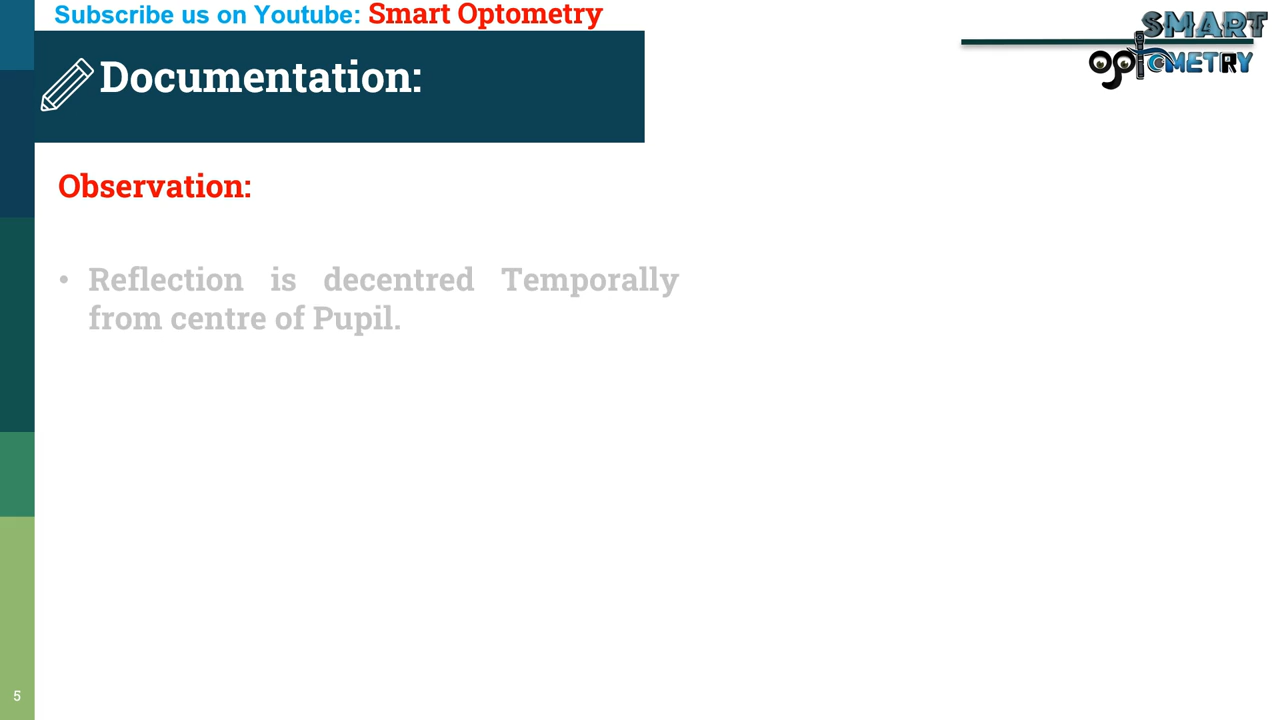 Subscribe us on Youtube: Smart Optometry
SMART
OPTOMETRY
Documentation:
Observation:
• Reflection is decentred Temporally
from centre of Pupil.
5